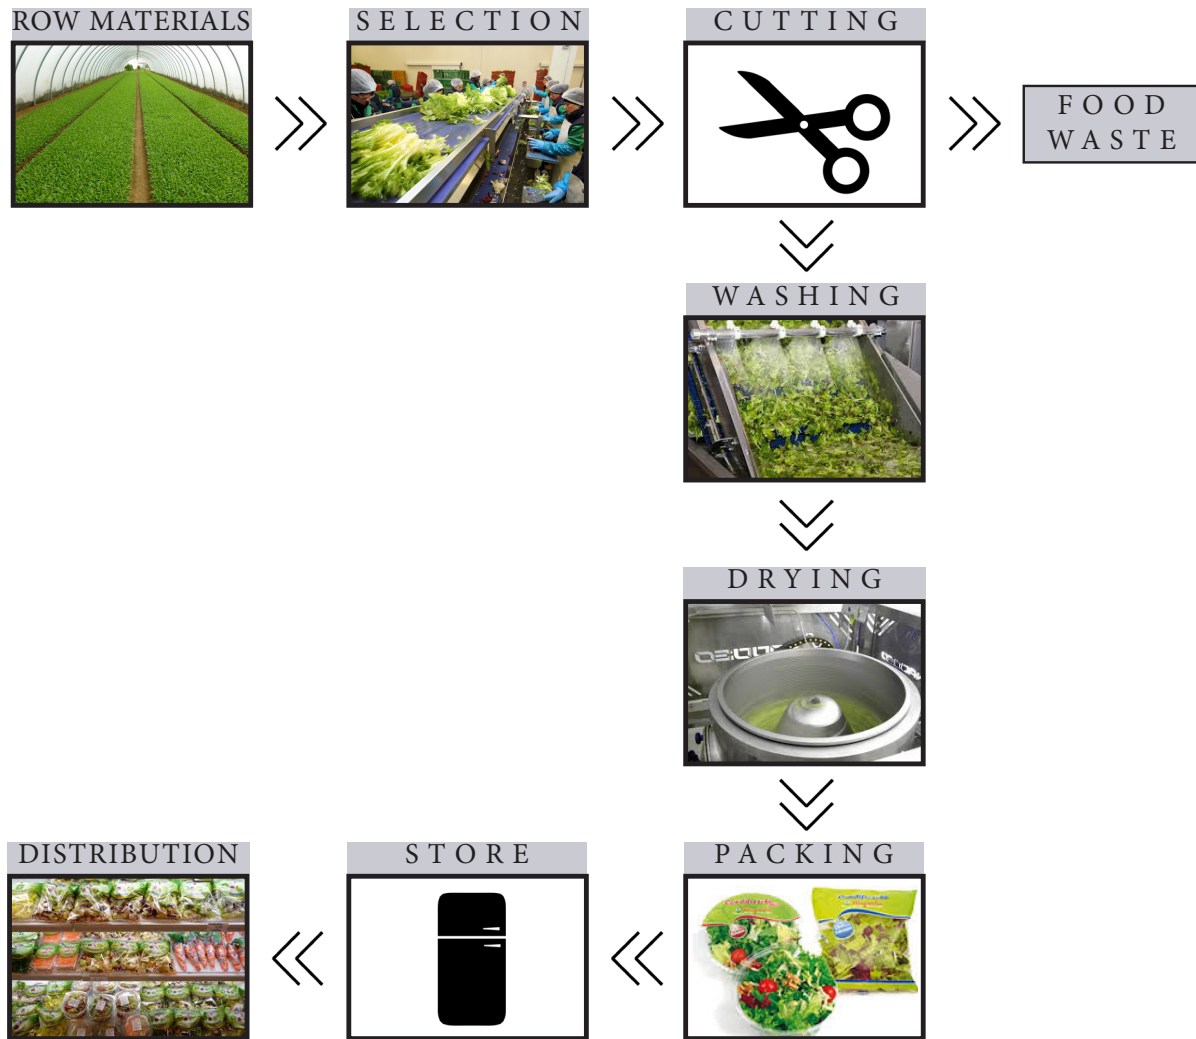 ROW MATERIALS
SELECTION
CUTTING
FOOD
WASTE
WASHING
DRYING
DISTRIBUTION
STORE
PACKING